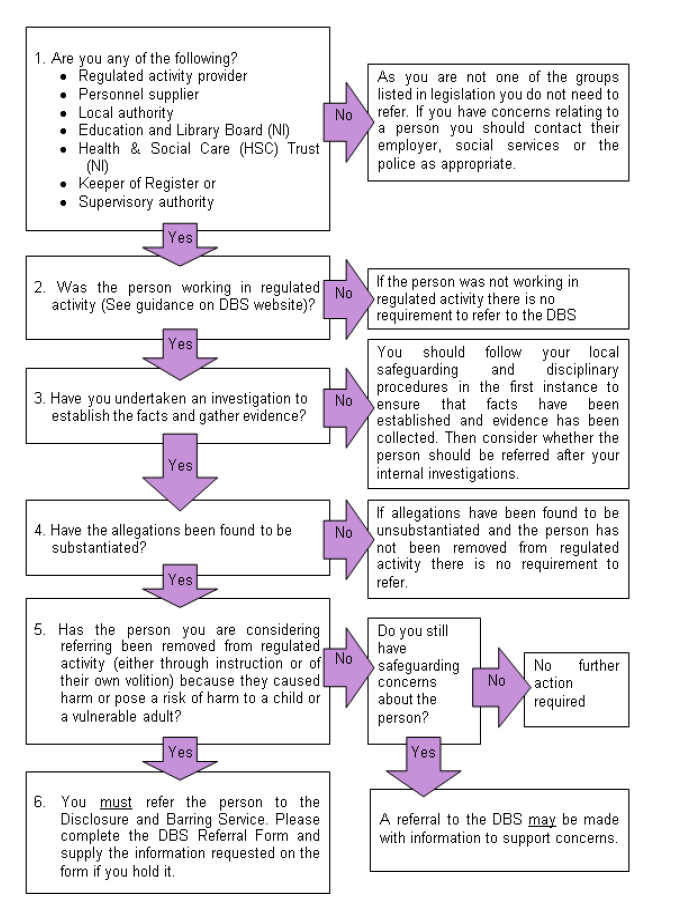 1. Are you any of the following?
● Regulated activity provider
● Personnel supplier
● Local authority
● Education and Library Board (NI)
● Health & Social Care (HSC) Trust
(NI)
● Keeper of Register or
● Supervisory authority
No
As you are not one of the groups
listed in legislation you do not need to
refer. If you have concerns relating to
a person you should contact their
employer, social services or the
police as appropriate.
Yes
2. Was the person working in regulated
activity (See guidance on DBS website)?
No
If the person was not working in
regulated activity there is no
requirement to refer to the DBS
Yes
3. Have you undertaken an investigation to
establish the facts and gather evidence?
No
You should follow your local
safeguarding and disciplinary
procedures in the first instance to
ensure that facts have been
established and evidence has been
collected. Then consider whether the
person should be referred after your
internal investigations.
Yes
4. Have the allegations been found to be
substantiated?
No
If allegations have been found to be
unsubstantiated and the person has
not been removed from regulated
activity there is no requirement to
refer.
Yes
5. Has the person you are considering
referring been removed from regulated
activity (either through instruction or of
their own volition) because they caused
harm or pose a risk of harm to a child or
a vulnerable adult?
No
Do you still
have
safeguarding
concerns
about the
person?
No
No further
action
required
Yes
Yes
6. You must refer the person to the
Disclosure and Barring Service. Please
complete the DBS Referral Form and
supply the information requested on the
form if you hold it.
A referral to the DBS may be made
with information to support concerns.